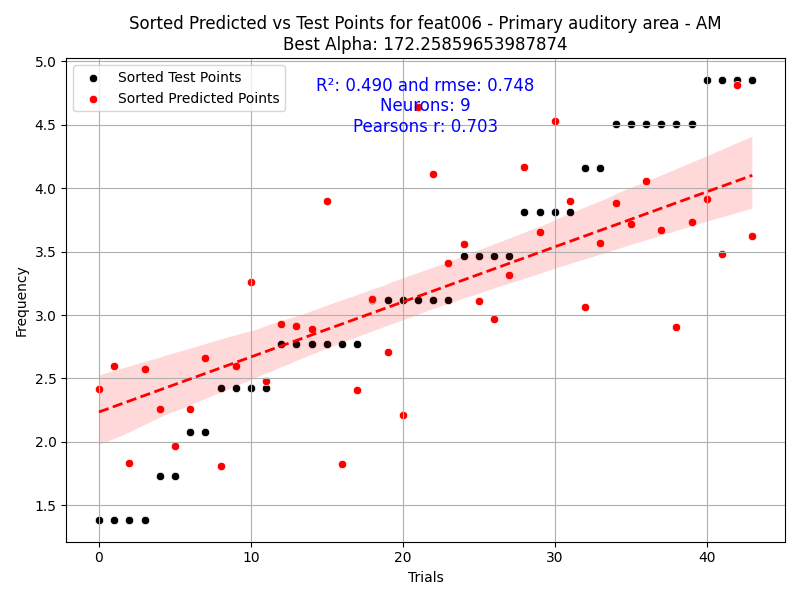 Sorted Predicted vs Test Points for feat006 - Primary auditory area - AM
Best Alpha: 172.25859653987874
Sorted Test Points
Sorted Predicted Points
R²: 0.490 and rmse: 0.748
Neurons: 9
Pearsons r: 0.703
Frequency
5.0
4.5
4.0
3.5
3.0
2.5
2.0
1.5
0
10
20
30
40
Trials